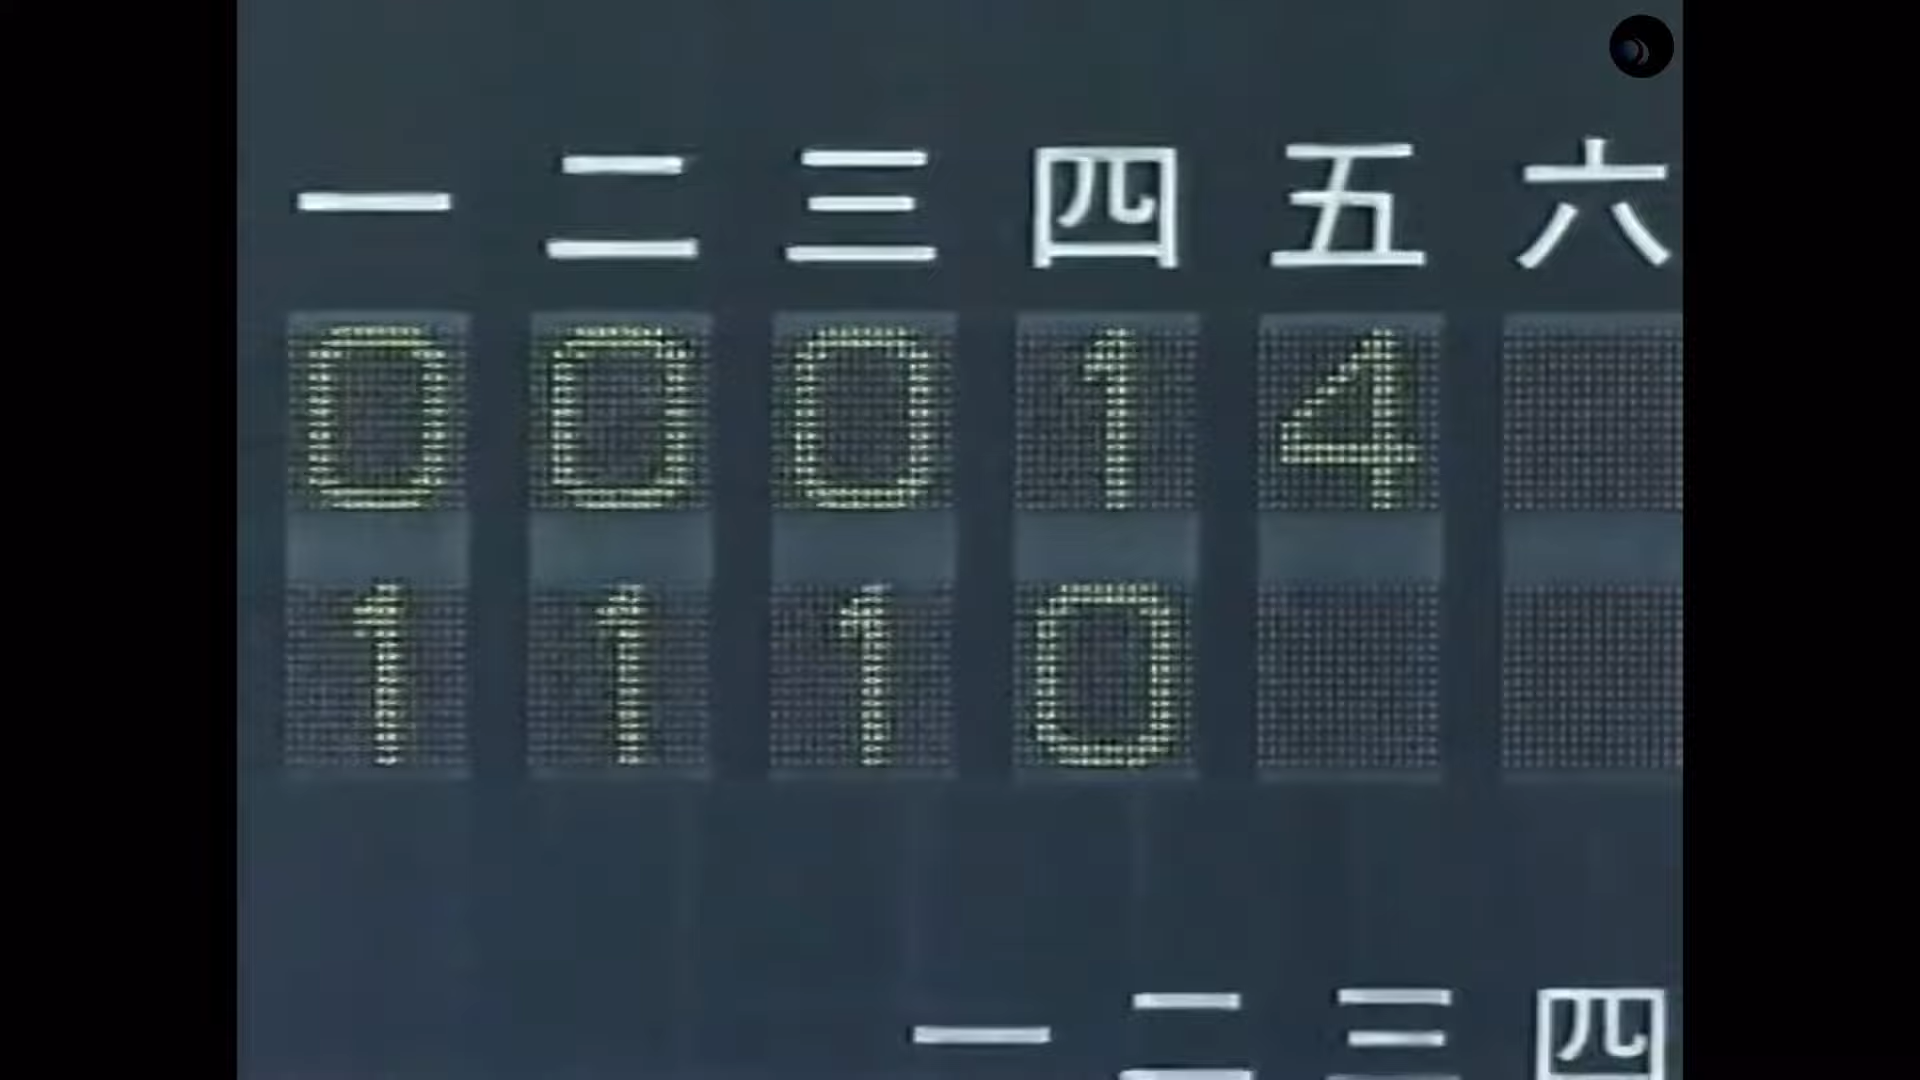 一 二 三 四 五 六
0 0 0 1 4
1 1 1 0
一 二 三 四